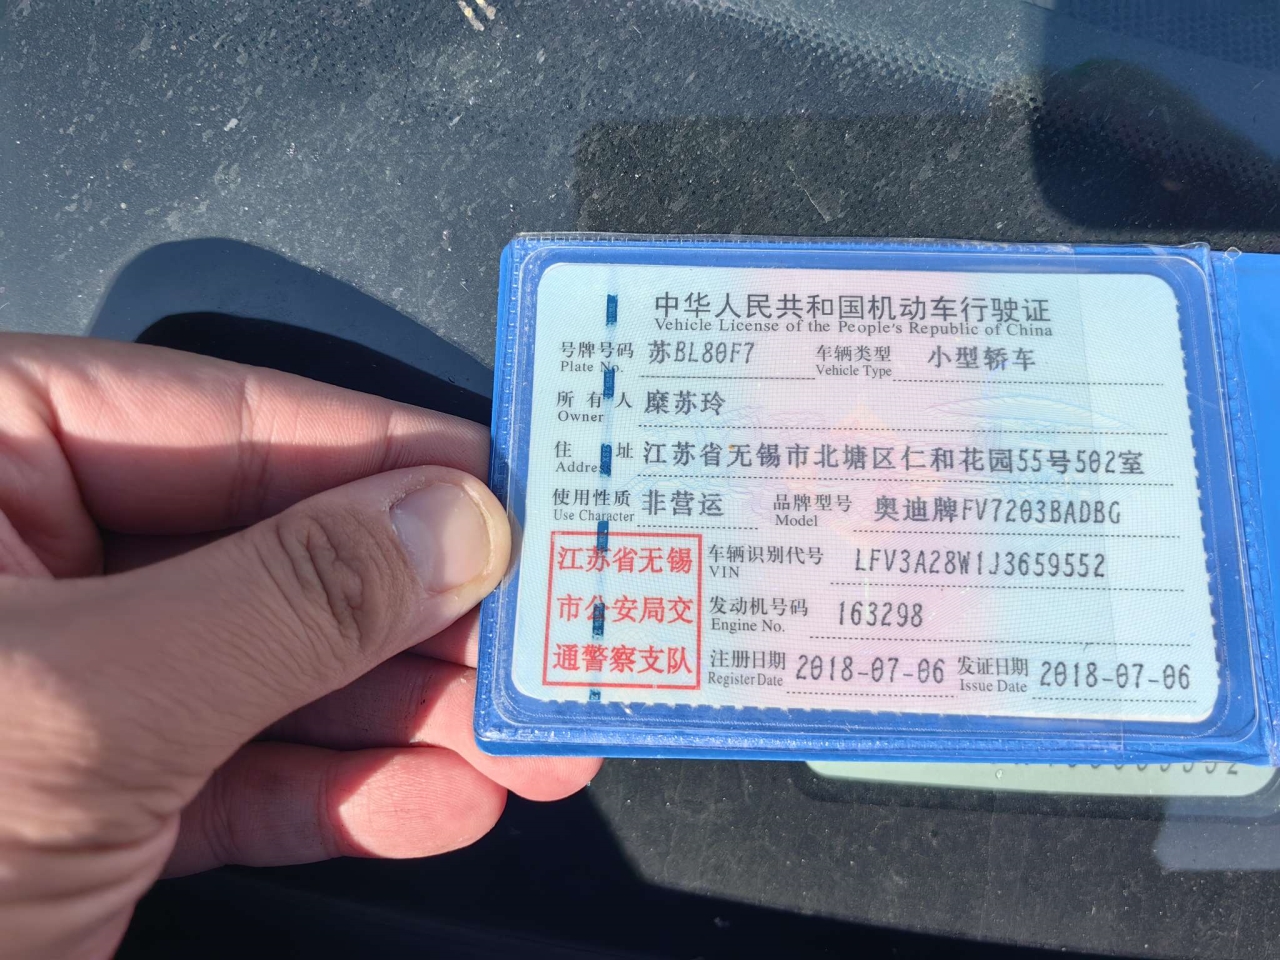 中华人民共和国机动车行驶证
Vehicle License of the People's Republic of China
号牌号码 苏BL80F7 车辆类型 小型轿车
Plate No. Vehicle Type
所有人 糜苏玲
Owner
住址 江苏省无锡市北塘区仁和花园55号502室
Address
使用性质 非营运 品牌型号 奥迪牌FV7203BADBG
Use Character Model
江苏省无锡
市公安局交
通警察支队
车辆识别代号 LFV3A28W1J3659552
VIN
发动机号码 163298
Engine No.
注册日期 2018-07-06 发证日期 2018-07-06
Register Date Issue Date